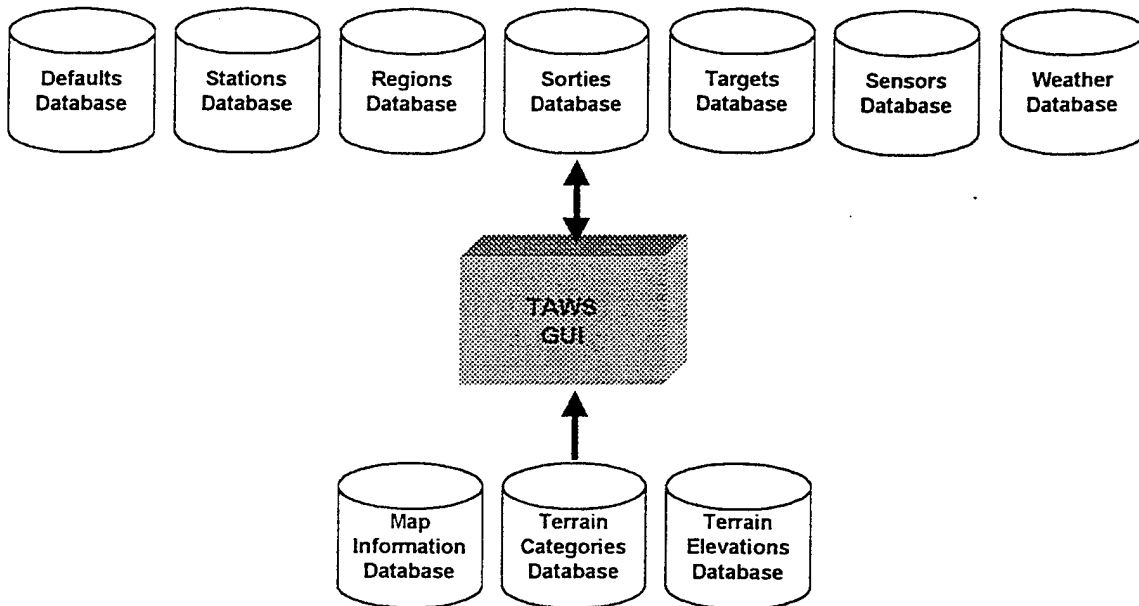 Defaults
Database
Stations
Database
Regions
Database
Sorties
Database
Targets
Database
Sensors
Database
Weather
Database
TAWS
GUI
Map
Information
Database
Terrain
Categories
Database
Terrain
Elevations
Database